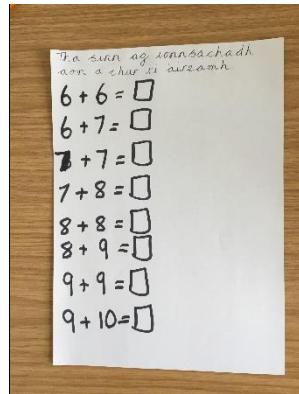 Tha sinn ag ionnsachadh
aon a chur ri àireamh
6 + 6 = □
6 + 7 = □
7 + 7 = □
7 + 8 = □
8 + 8 = □
8 + 9 = □
9 + 9 = □
9 + 10 = □